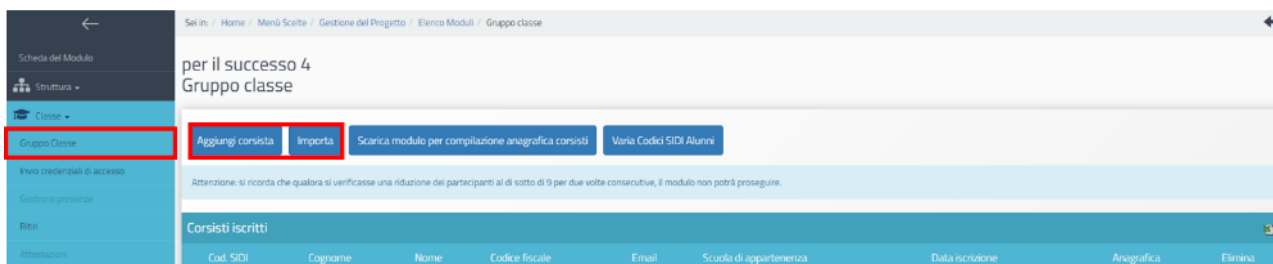 Sei in: / Home / Menù Scelte / Gestione del Progetto / Elenco Moduli / Gruppo classe
Scheda del Modulo
Struttura
Classe
Gruppo Classe
Invio credenziali di accesso
Gestione presenze
Ritiri
Attestazioni
per il successo 4
Gruppo classe
Aggiungi corsista Importa Scarica modulo per compilazione anagrafica corsisti Varia Codici SIDI Alunni
Attenzione: si ricorda che qualora si verificasse una riduzione dei partecipanti al di sotto di 9 per due volte consecutive, il modulo non potrà proseguire.
Corsisti iscritti
Cod. SIDI Cognome Nome Codice fiscale Email Scuola di appartenenza Data iscrizione Anagrafica Elimina